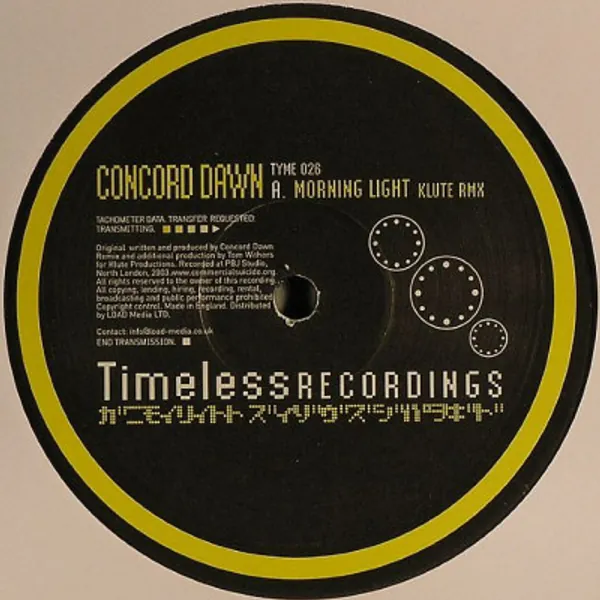 CONCORD DAWN
TYME 026
A. MORNING LIGHT KLUTE RMX
TACHOMETER DATA. TRANSFER REQUESTED:
TRANSMITTING.
Original written and produced by Concord Dawn
Remix and additional production by Tom Withers
for Klute Productions. Recorded at PBJ Studio,
North London, 2003.www.commercialsuicide.org.
All rights reserved to the owner of this recording.
All copying, lending, hiring, recording, rental,
broadcasting and public performance prohibited.
Copyright control. Made in England. Distributed
by LOAD Media LTD.
Contact: info@load-media.co.uk
END TRANSMISSION.
TimelessRECORDINGS